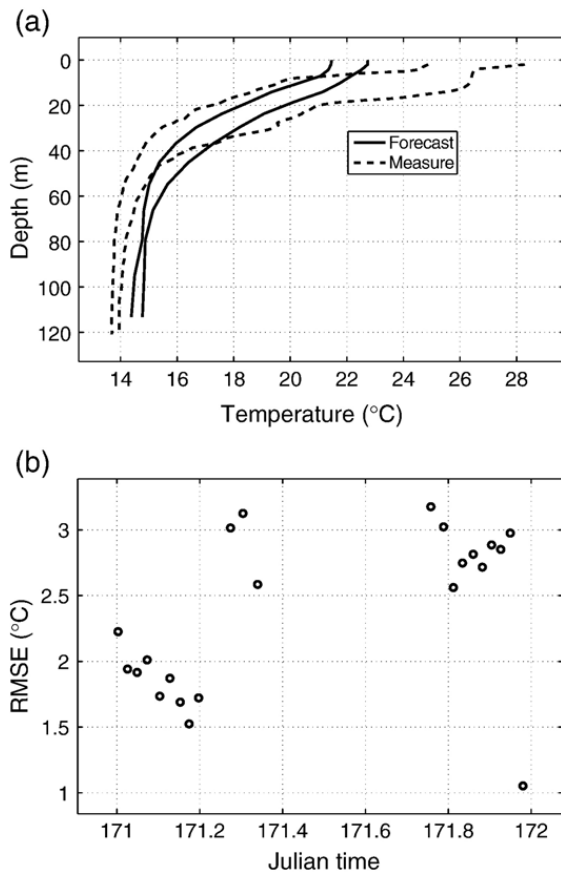 (a)
0
20
40
60
80
100
120
Depth (m)
Forecast
Measure
14 16 18 20 22 24 26 28
Temperature (°C)
(b)
3
2.5
2
1.5
1
RMSE (°C)
171 171.2 171.4 171.6 171.8 172
Julian time